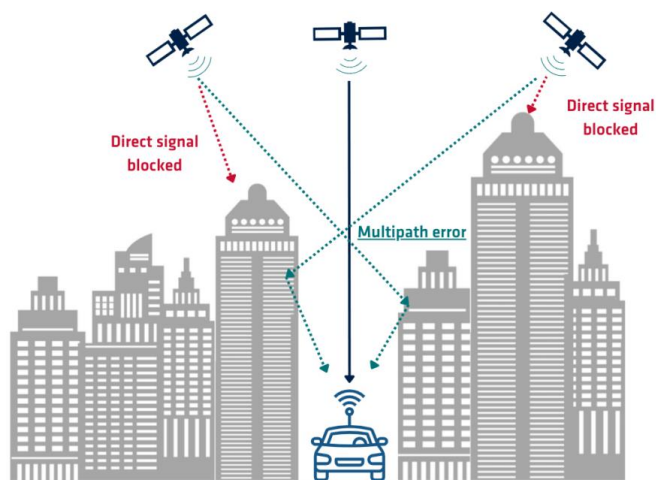 Direct signal
blocked
Direct signal
blocked
Multipath error